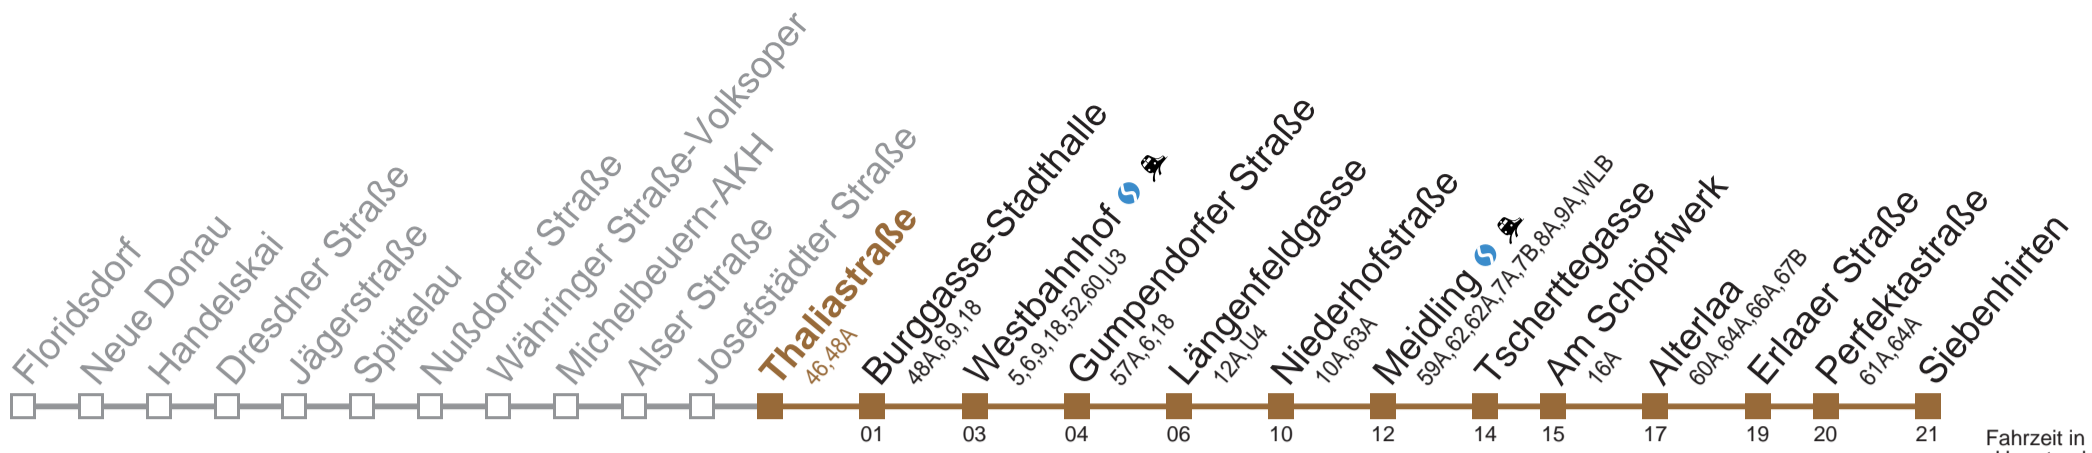 Floridsdorf
Neue Donau
Handelskai
Dresdner Straße
Jägerstraße
Spittelau
Nußdorfer Straße
Währinger Straße-Volksoper
Michelbeuern-AKH
Alser Straße
Josefstädter Straße
Thaliastraße
46,48A
Burggasse-Stadthalle
48A,6,9,18
Westbahnhof
5,6,9,18,52,60,U3
Gumpendorfer Straße
57A,6,18
Längenfeldgasse
12A,U4
Niederhofstraße
10A,63A
Meidling
59A,62,62A,7A,7B,8A,9A,WLB
Tscherttegasse
Am Schöpfwerk
16A
Alterlaa
60A,64A,66A,67B
Erlaaer Straße
Perfektastraße
61A,64A
Siebenhirten
01 03 04 06 10 12 14 15 17 19 20 21
Fahrzeit in